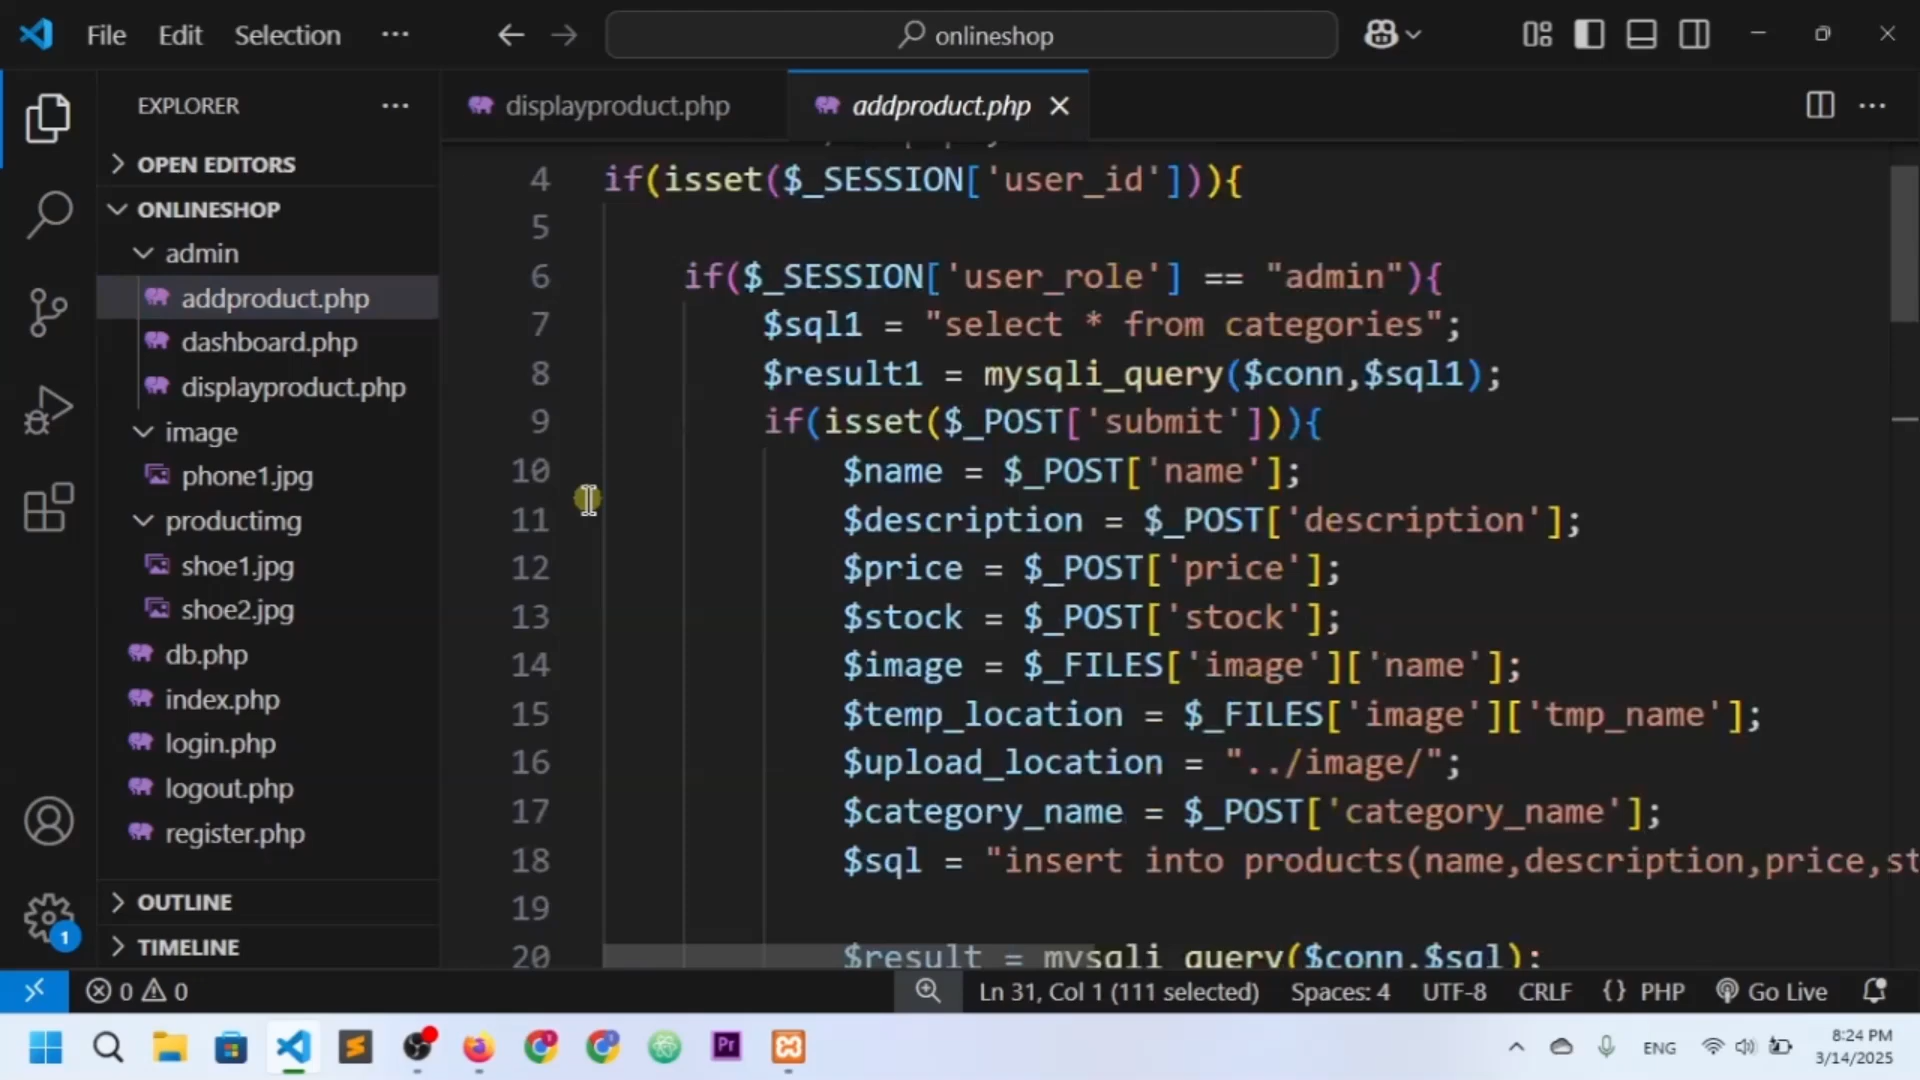 File Edit Selection ···
onlineshop
EXPLORER ···
displayproduct.php
addproduct.php
OPEN EDITORS
ONLINESHOP
admin
addproduct.php
dashboard.php
displayproduct.php
image
phone1.jpg
productimg
shoe1.jpg
shoe2.jpg
db.php
index.php
login.php
logout.php
register.php
OUTLINE
TIMELINE
1
4 if(isset($_SESSION['user_id'])){
5
6 if($_SESSION['user_role'] == "admin"){
7 $sql1 = "select * from categories";
8 $result1 = mysqli_query($conn,$sql1);
9 if(isset($_POST['submit'])){
10 $name = $_POST['name'];
11 $description = $_POST['description'];
12 $price = $_POST['price'];
13 $stock = $_POST['stock'];
14 $image = $_FILES['image']['name'];
15 $temp_location = $_FILES['image']['tmp_name'];
16 $upload_location = "../image/";
17 $category_name = $_POST['category_name'];
18 $sql = "insert into products(name,description,price,st
19
20 $result = mysqli_query($conn,$sql);
0 0
Ln 31, Col 1 (111 selected) Spaces: 4 UTF-8 CRLF {} PHP Go Live
Pr
ENG
8:24 PM
3/14/2025